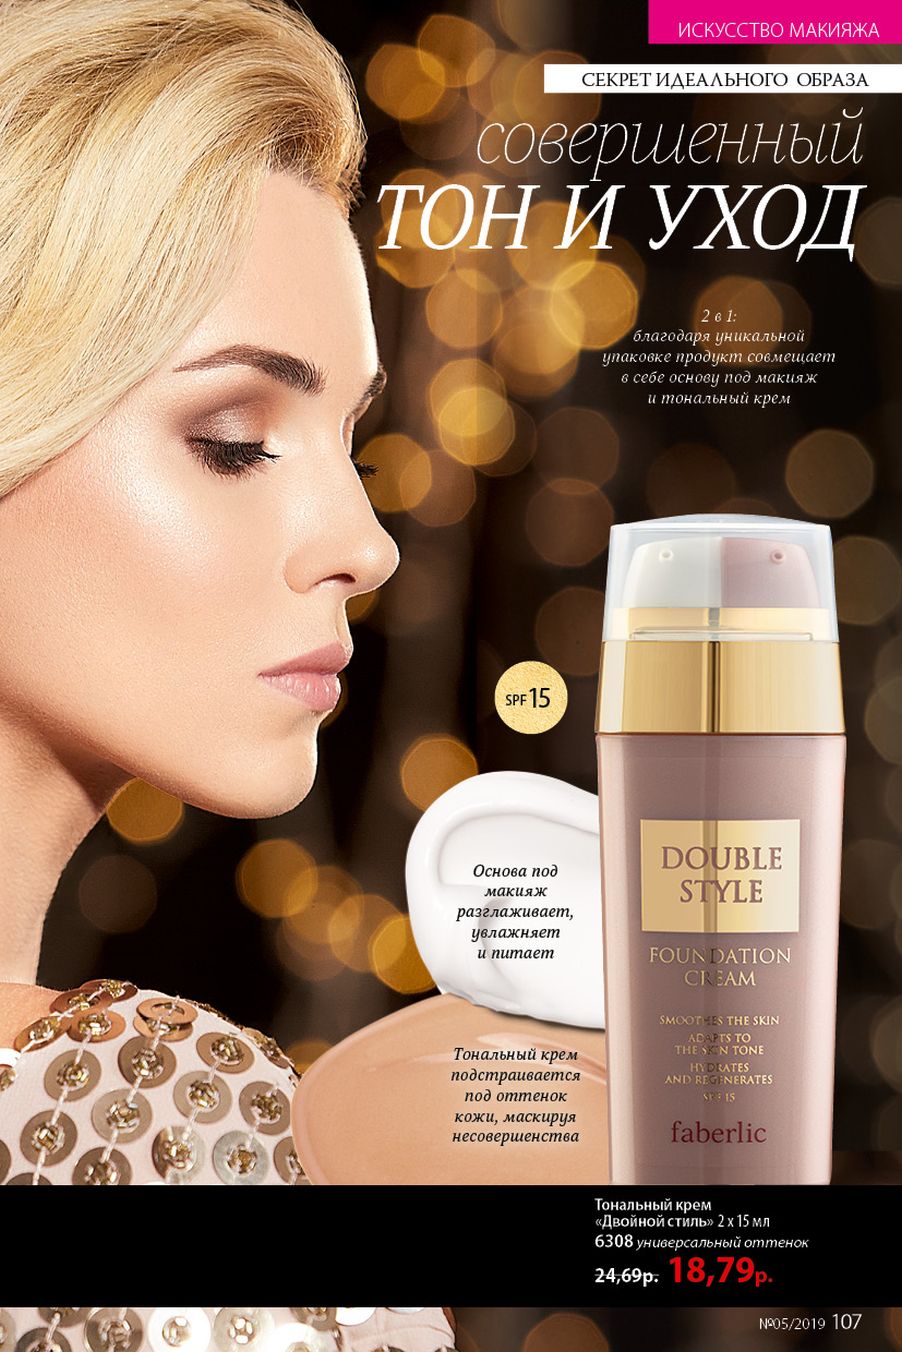 ИСКУССТВО МАКИЯЖА
СЕКРЕТ ИДЕАЛЬНОГО ОБРАЗА
совершенный
ТОН И УХОД
2 в 1:
благодаря уникальной
упаковке продукт совмещает
в себе основу под макияж
и тональный крем
SPF 15
Основа под
макияж
разглаживает,
увлажняет
и питает
DOUBLE
STYLE
FOUNDATION
CREAM
SMOOTHES THE SKIN
ADAPTS TO
THE SKIN TONE
HYDRATES
AND REGENERATES
SPF 15
faberlic
Тональный крем
подстраивается
под оттенок
кожи, маскируя
несовершенства
Тональный крем
«Двойной стиль» 2 х 15 мл
6308 универсальный оттенок
24,69р. 18,79р.
№05/2019 107